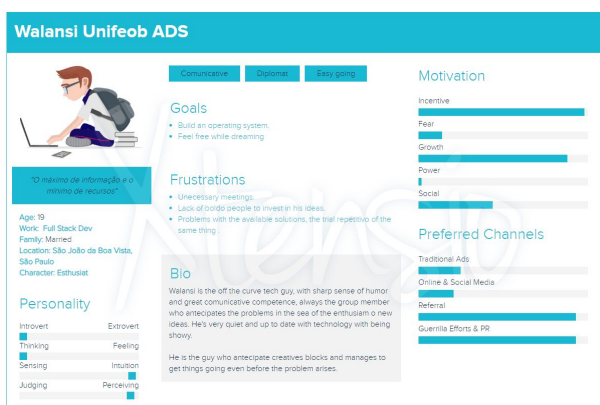 Walansi Unifeob ADS
Comunicative
Diplomat
Easy going
"O máximo de informação e o
mínimo de recursos"
Age: 19
Work: Full Stack Dev
Family: Married
Location: São João da Boa Vista,
São Paulo
Character: Esthusiat
Personality
Introvert Extrovert
Thinking Feeling
Sensing Intuition
Judging Perceiving
Goals
Build an operating system.
Feel free while dreaming
Frustrations
Unecessary meetings,
Lack of boldo people to invest in his ideas,
Problems with the available solutions, the trial repetitivo of the
same thing
Bio
Walansi is the off the curve tech guy, with sharp sense of humor
and great comunicative competence, always the group member
who antecipates the problems in the sea of the enthusiam o new
ideas. He's very quiet and up to date with technology with being
showy.
He is the guy who antecipate creatives blocks and manages to
get things going even before the problem arises.
Motivation
Incentive
Fear
Growth
Power
Social
Preferred Channels
Traditional Ads
Online & Social Media
Referral
Guerrilla Efforts & PR
Xtensio